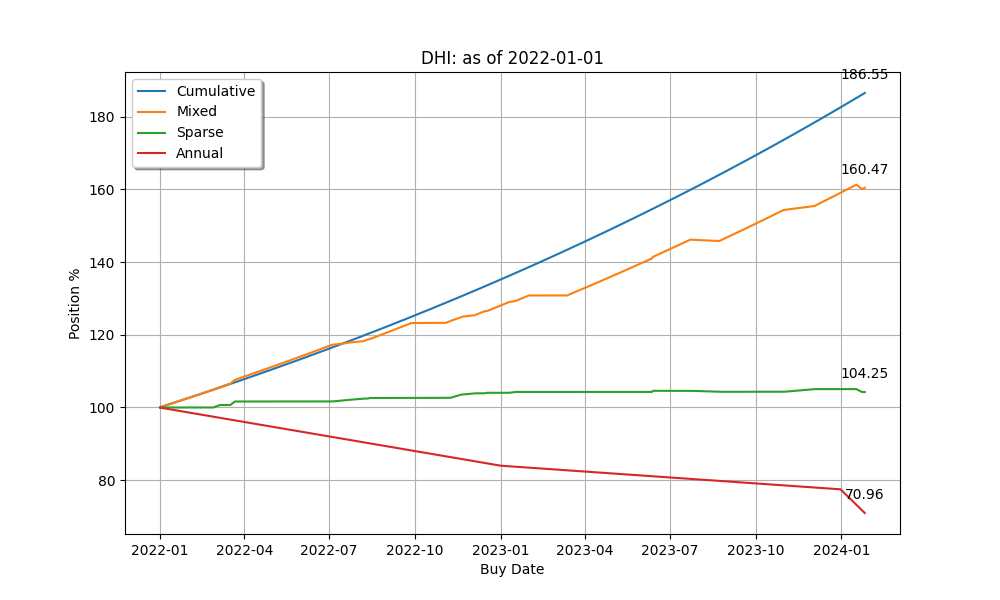 DHI: as of 2022-01-01
186.55
Cumulative
Mixed
Sparse
Annual
160.47
104.25
70.96
180
160
140
120
100
80
Position %
2022-01 2022-04 2022-07 2022-10 2023-01 2023-04 2023-07 2023-10 2024-01
Buy Date